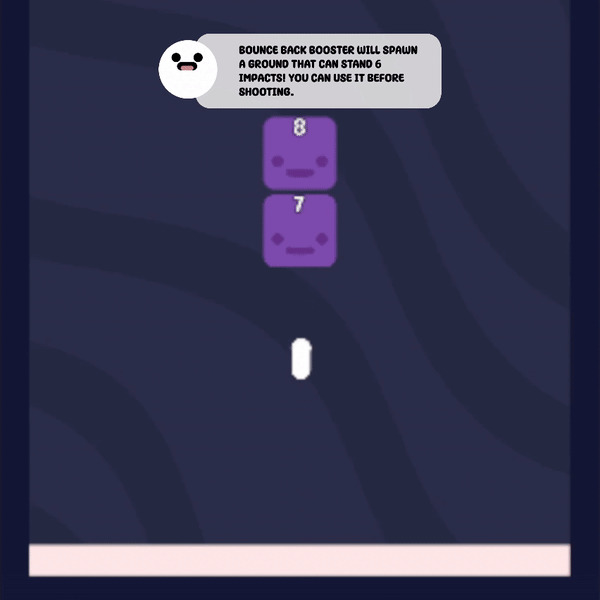 BOUNCE BACK BOOSTER WILL SPAWN
A GROUND THAT CAN STAND 6
IMPACTS! YOU CAN USE IT BEFORE
SHOOTING.
8
7